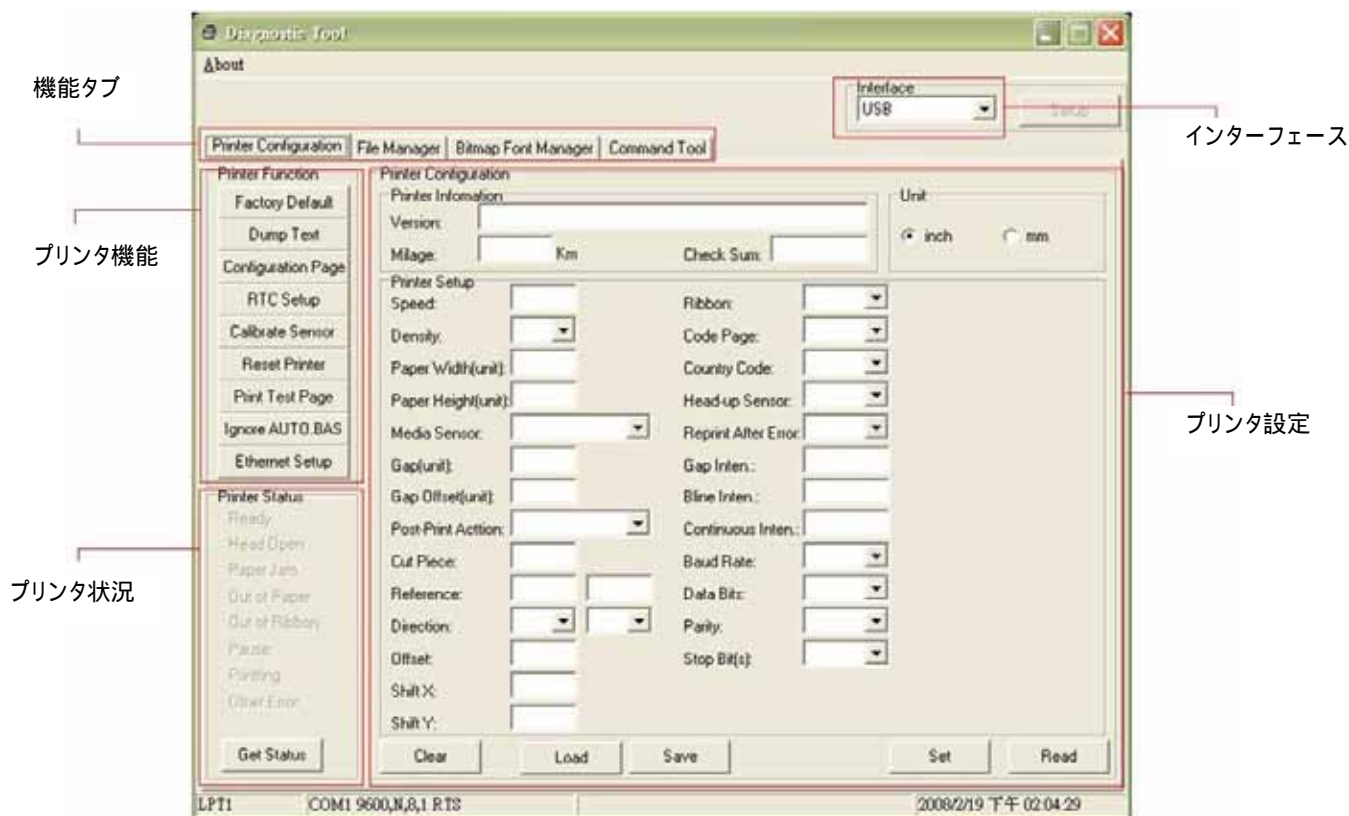 Diagnostic Tool
About
機能タブ
Interface
USB
Setup
インターフェース
Printer Configuration
File Manager
Bitmap Font Manager
Command Tool
Printer Function
Factory Default
Dump Text
Configuration Page
RTC Setup
Calibrate Sensor
Reset Printer
Print Test Page
Ignore AUTO.BAS
Ethernet Setup
プリンタ機能
Printer Configuration
Printer Infomation
Version:
Milage:
Km
Check Sum:
Unit
inch
mm
Printer Setup
Speed:
Density:
Paper Width(unit):
Paper Height(unit):
Media Sensor:
Gap(unit):
Gap Offset(unit):
Post-Print Acttion:
Cut Piece:
Reference:
Direction:
Offset:
Shift X:
Shift Y:
Ribbon:
Code Page:
Country Code:
Head-up Sensor:
Reprint After Error:
Gap Inten.:
Bline Inten.:
Continuous Inten.:
Baud Rate:
Data Bits:
Parity:
Stop Bit(s):
プリンタ設定
Printer Status
Ready
Head Open
Paper Jam
Out of Paper
Out of Ribbon
Pause
Printing
Other Error
プリンタ状況
Get Status
Clear
Load
Save
Set
Read
LPT1
COM1 9600,N,8,1 RTS
2008/2/19 下午 02:04:29